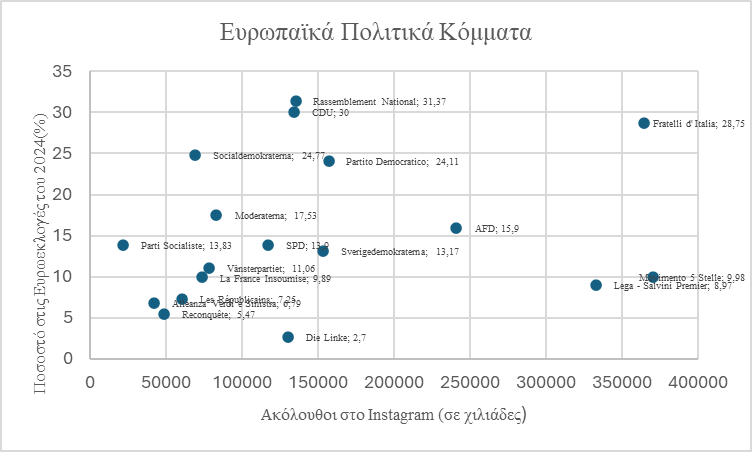 Ευρωπαϊκά Πολιτικά Κόμματα
Ποσοστό στις Ευρωεκλογές του 2024(%)
35
30
25
20
15
10
5
0
Rassemblement National; 31,37
CDU; 30
Fratelli d'Italia; 28,75
Socialdemokraterna; 24,77
Partito Democratico; 24,11
Moderaterna; 17,53
AFD; 15,9
Parti Socialiste; 13,83
SPD; 13,9
Sverigedemokraterna; 13,17
Vänsterpartiet; 11,06
La France Insoumise; 9,89
Movimento 5 Stelle; 9,98
Lega - Salvini Premier; 8,97
Les Républicains; 7,25
Alleanza Verdi e Sinistra; 6,79
Reconquête; 5,47
Die Linke; 2,7
0 50000 100000 150000 200000 250000 300000 350000 400000
Ακόλουθοι στο Instagram (σε χιλιάδες)